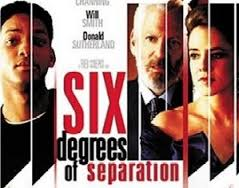 CHANNING
Will
SMITH
Donald
SUTHERLAND
SIX
degrees
OF separation